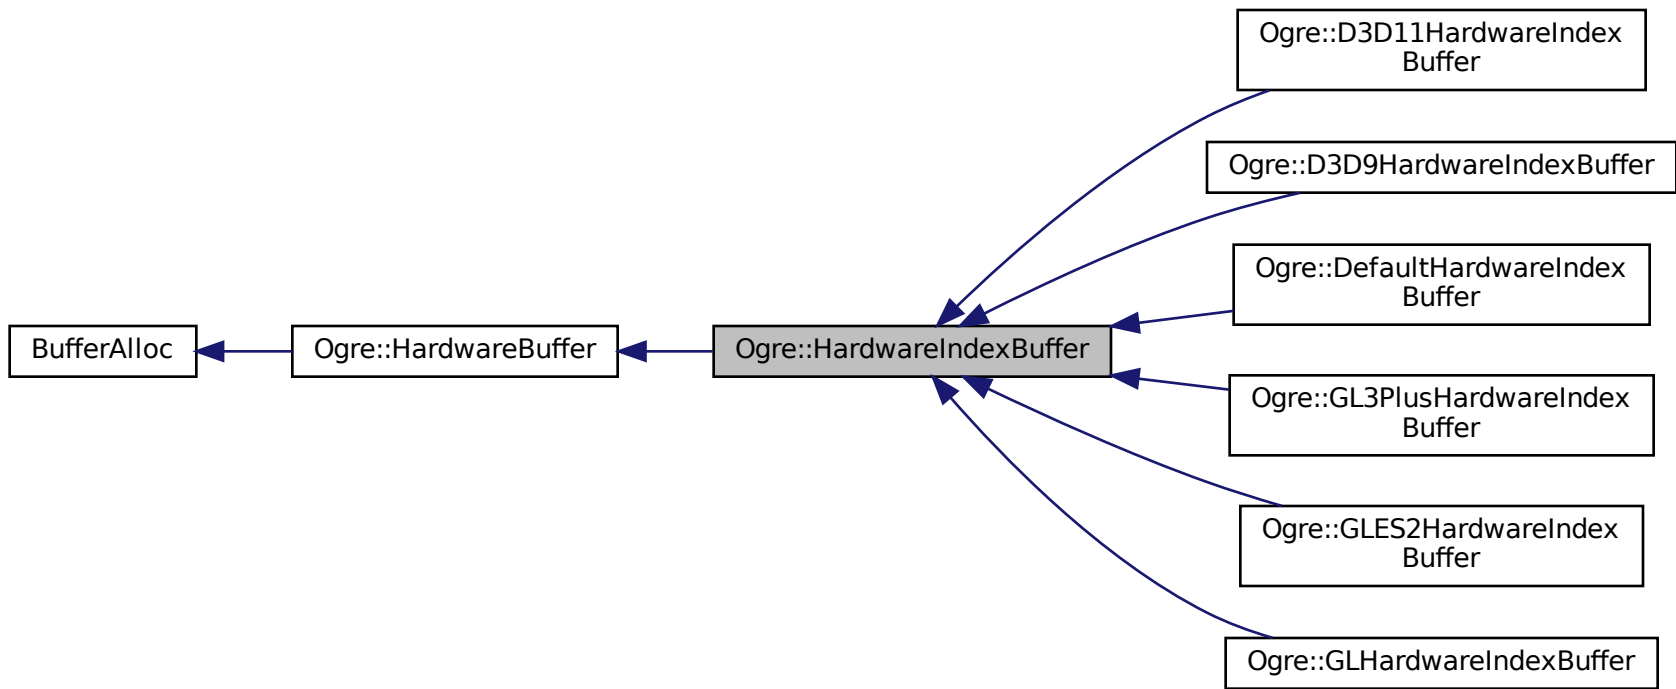 BufferAlloc
Ogre::HardwareBuffer
Ogre::HardwareIndexBuffer
Ogre::D3D11HardwareIndex
Buffer
Ogre::D3D9HardwareIndexBuffer
Ogre::DefaultHardwareIndex
Buffer
Ogre::GL3PlusHardwareIndex
Buffer
Ogre::GLES2HardwareIndex
Buffer
Ogre::GLHardwareIndexBuffer